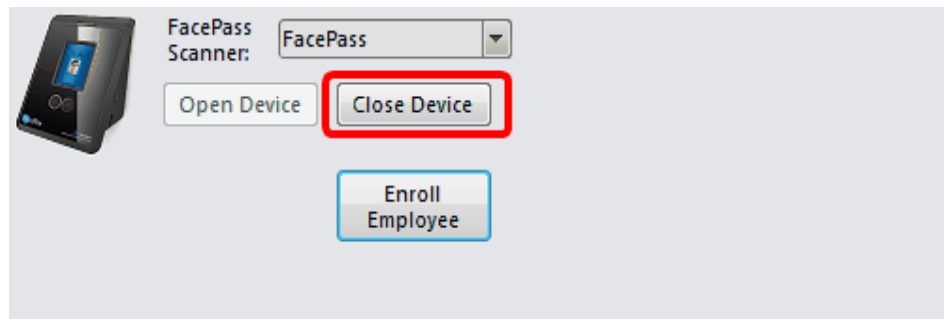 FacePass
Scanner:
FacePass
Open Device
Close Device
Enroll
Employee